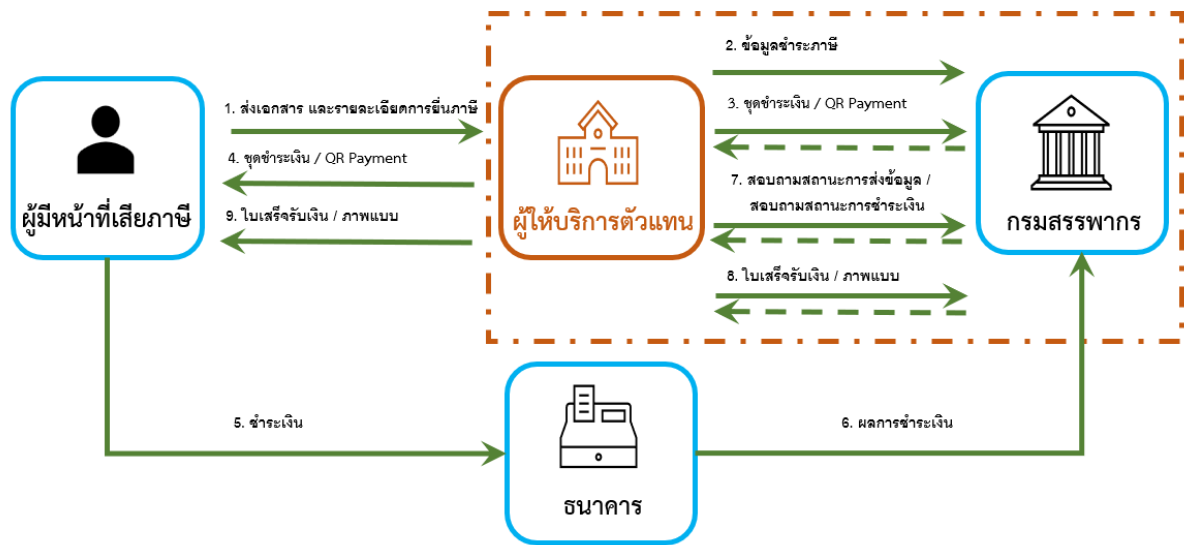 2. ข้อมูลชำระภาษี
1. ส่งเอกสาร และรายละเอียดการยื่นภาษี
3. ชุดชำระเงิน / QR Payment
4. ชุดชำระเงิน / QR Payment
7. สอบถามสถานะการส่งข้อมูล /
สอบถามสถานะการชำระเงิน
ผู้มีหน้าที่เสียภาษี
9. ใบเสร็จรับเงิน / ภาพแบบ
ผู้ให้บริการตัวแทน
กรมสรรพากร
8. ใบเสร็จรับเงิน / ภาพแบบ
5. ชำระเงิน
6. ผลการชำระเงิน
ธนาคาร